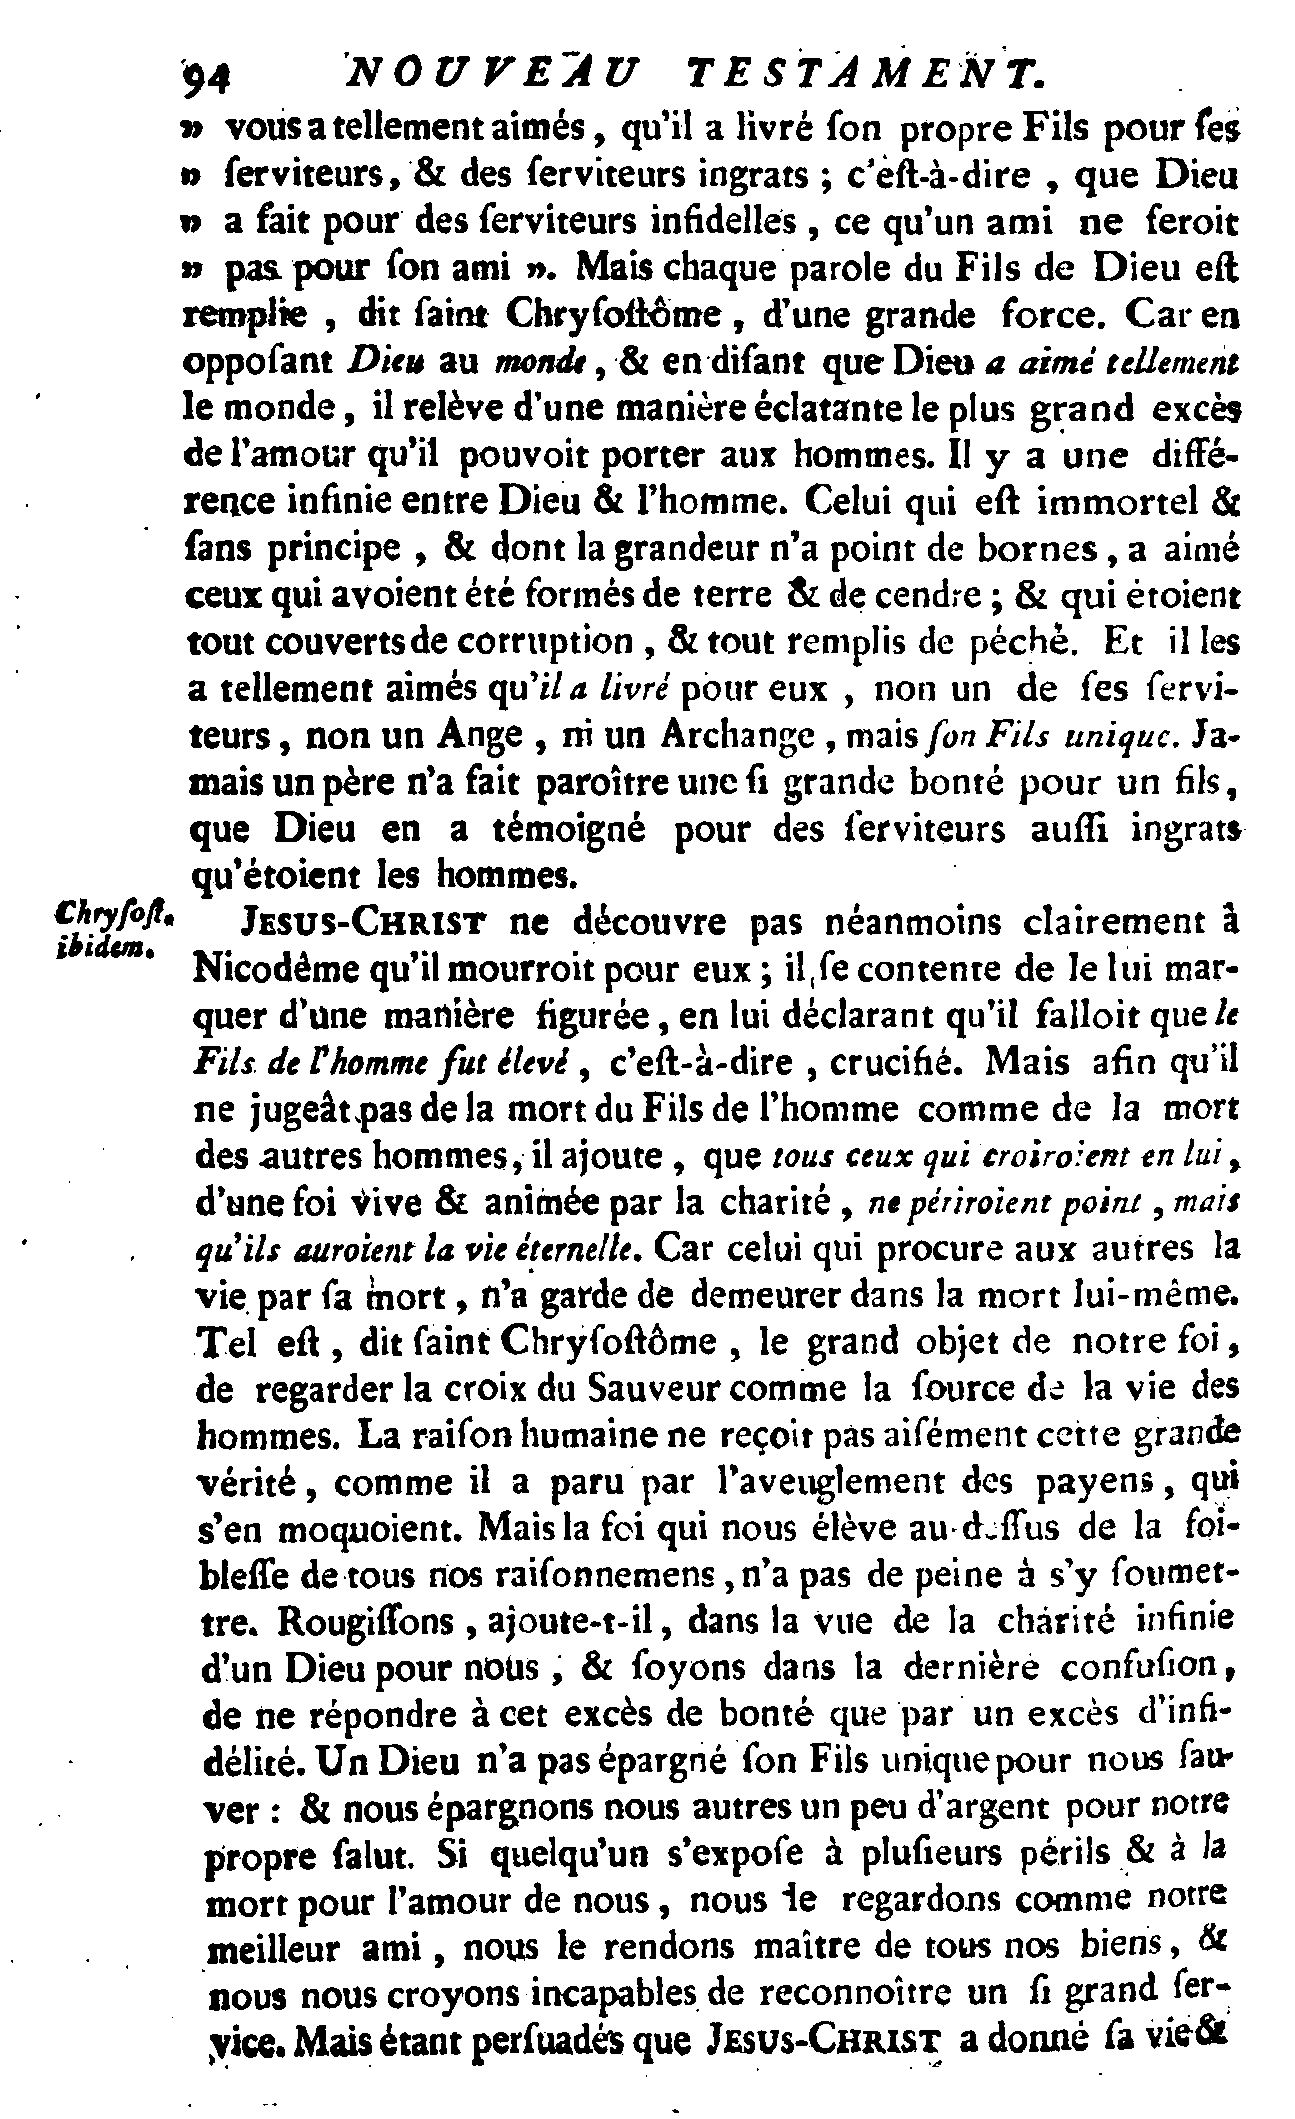 94 NOUVEAU TESTAMENT.
» vous a tellement aimés, qu'il a livré ſon propre Fils pour ſes
» ſerviteurs, & des ſerviteurs ingrats ; c'eſt-à-dire , que Dieu
» a fait pour des ſerviteurs infidelles , ce qu'un ami ne feroit
» pas pour ſon ami ». Mais chaque parole du Fils de Dieu eſt
remplie , dit ſaint Chryſoſtôme , d'une grande force. Car en
oppoſant Dieu au monde, & en diſant que Dieu a aimé tellement
le monde, il relève d'une manière éclatante le plus grand excès
de l'amour qu'il pouvoit porter aux hommes. Il y a une diffé-
rence infinie entre Dieu & l'homme. Celui qui eſt immortel &
ſans principe , & dont la grandeur n'a point de bornes, a aimé
ceux qui avoient été formés de terre & de cendre ; & qui étoient
tout couverts de corruption , & tout remplis de péché. Et il les
a tellement aimés qu'il a livré pour eux , non un de ſes ſervi-
teurs, non un Ange , ni un Archange , mais ſon Fils unique. Ja-
mais un père n'a fait paroître une ſi grande bonté pour un fils,
que Dieu en a témoigné pour des ſerviteurs auſſi ingrats
qu'étoient les hommes.
Chryſoſt.
ibidem.
JESUS-CHRIST ne découvre pas néanmoins clairement à
Nicodême qu'il mourroit pour eux ; il ſe contente de le lui mar-
quer d'une manière figurée, en lui déclarant qu'il falloit que le
Fils de l'homme fut élevé , c'eſt-à-dire , crucifié. Mais afin qu'il
ne jugeât pas de la mort du Fils de l'homme comme de la mort
des autres hommes, il ajoute , que tous ceux qui croiroient en lui,
d'une foi vive & animée par la charité , ne périroient point , mais
qu'ils auroient la vie éternelle. Car celui qui procure aux autres la
vie par ſa mort , n'a garde de demeurer dans la mort lui-même.
Tel eſt , dit ſaint Chryſoſtôme , le grand objet de notre foi,
de regarder la croix du Sauveur comme la ſource de la vie des
hommes. La raiſon humaine ne reçoit pas aiſément cette grande
vérité , comme il a paru par l'aveuglement des payens , qui
s'en moquoient. Mais la foi qui nous élève au-deſſus de la foi-
bleſſe de tous nos raiſonnemens, n'a pas de peine à s'y ſoumet-
tre. Rougiſſons , ajoute-t-il, dans la vue de la charité infinie
d'un Dieu pour nous ; & ſoyons dans la dernière confuſion,
de ne répondre à cet excès de bonté que par un excès d'infi-
délité. Un Dieu n'a pas épargné ſon Fils unique pour nous ſau-
ver : & nous épargnons nous autres un peu d'argent pour notre
propre ſalut. Si quelqu'un s'expoſe à pluſieurs périls & à la
mort pour l'amour de nous , nous le regardons comme notre
meilleur ami , nous le rendons maître de tous nos biens, &
nous nous croyons incapables de reconnoître un ſi grand ſer-
vice. Mais étant perſuadés que JESUS-CHRIST a donné ſa vie &